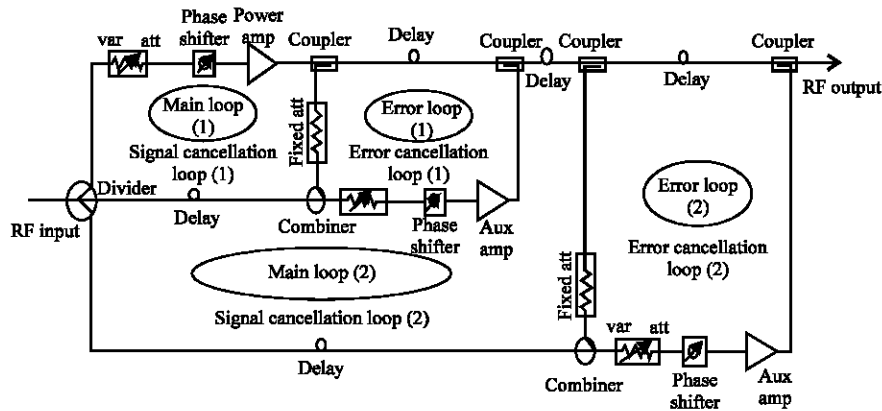 Phase
shifter
Power
amp
var att
Coupler
Delay
Coupler
Delay
Coupler
Delay
Coupler
RF output
Main loop
(1)
Signal cancellation
loop (1)
Fixed att
Error loop
(1)
Error cancellation
loop (1)
Divider
RF input
Delay
Combiner
Phase
shifter
Aux
amp
Error loop
(2)
Error cancellation
loop (2)
Main loop (2)
Signal cancellation loop (2)
Fixed att
Delay
Combiner
var att
Phase
shifter
Aux
amp